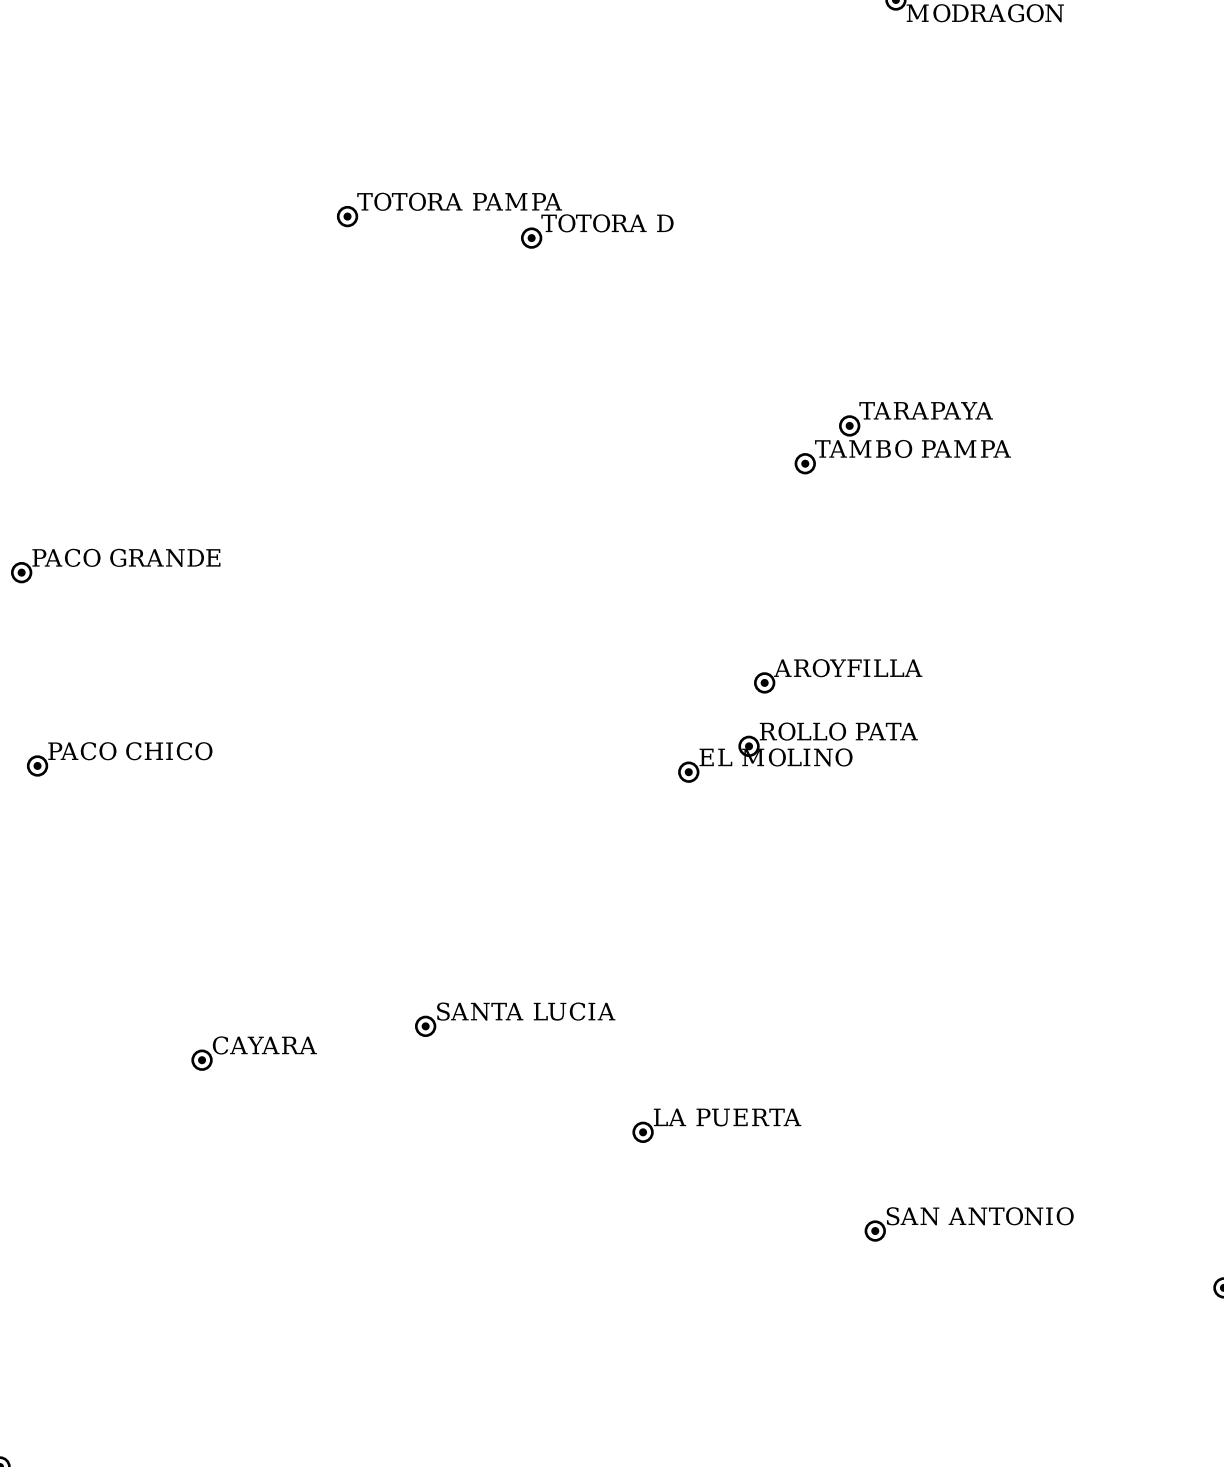 MODRAGON
TOTORA PAMPA
TOTORA D
TARAPAYA
TAMBO PAMPA
PACO GRANDE
AROYFILLA
ROLLO PATA
PACO CHICO
EL MOLINO
SANTA LUCIA
CAYARA
LA PUERTA
SAN ANTONIO